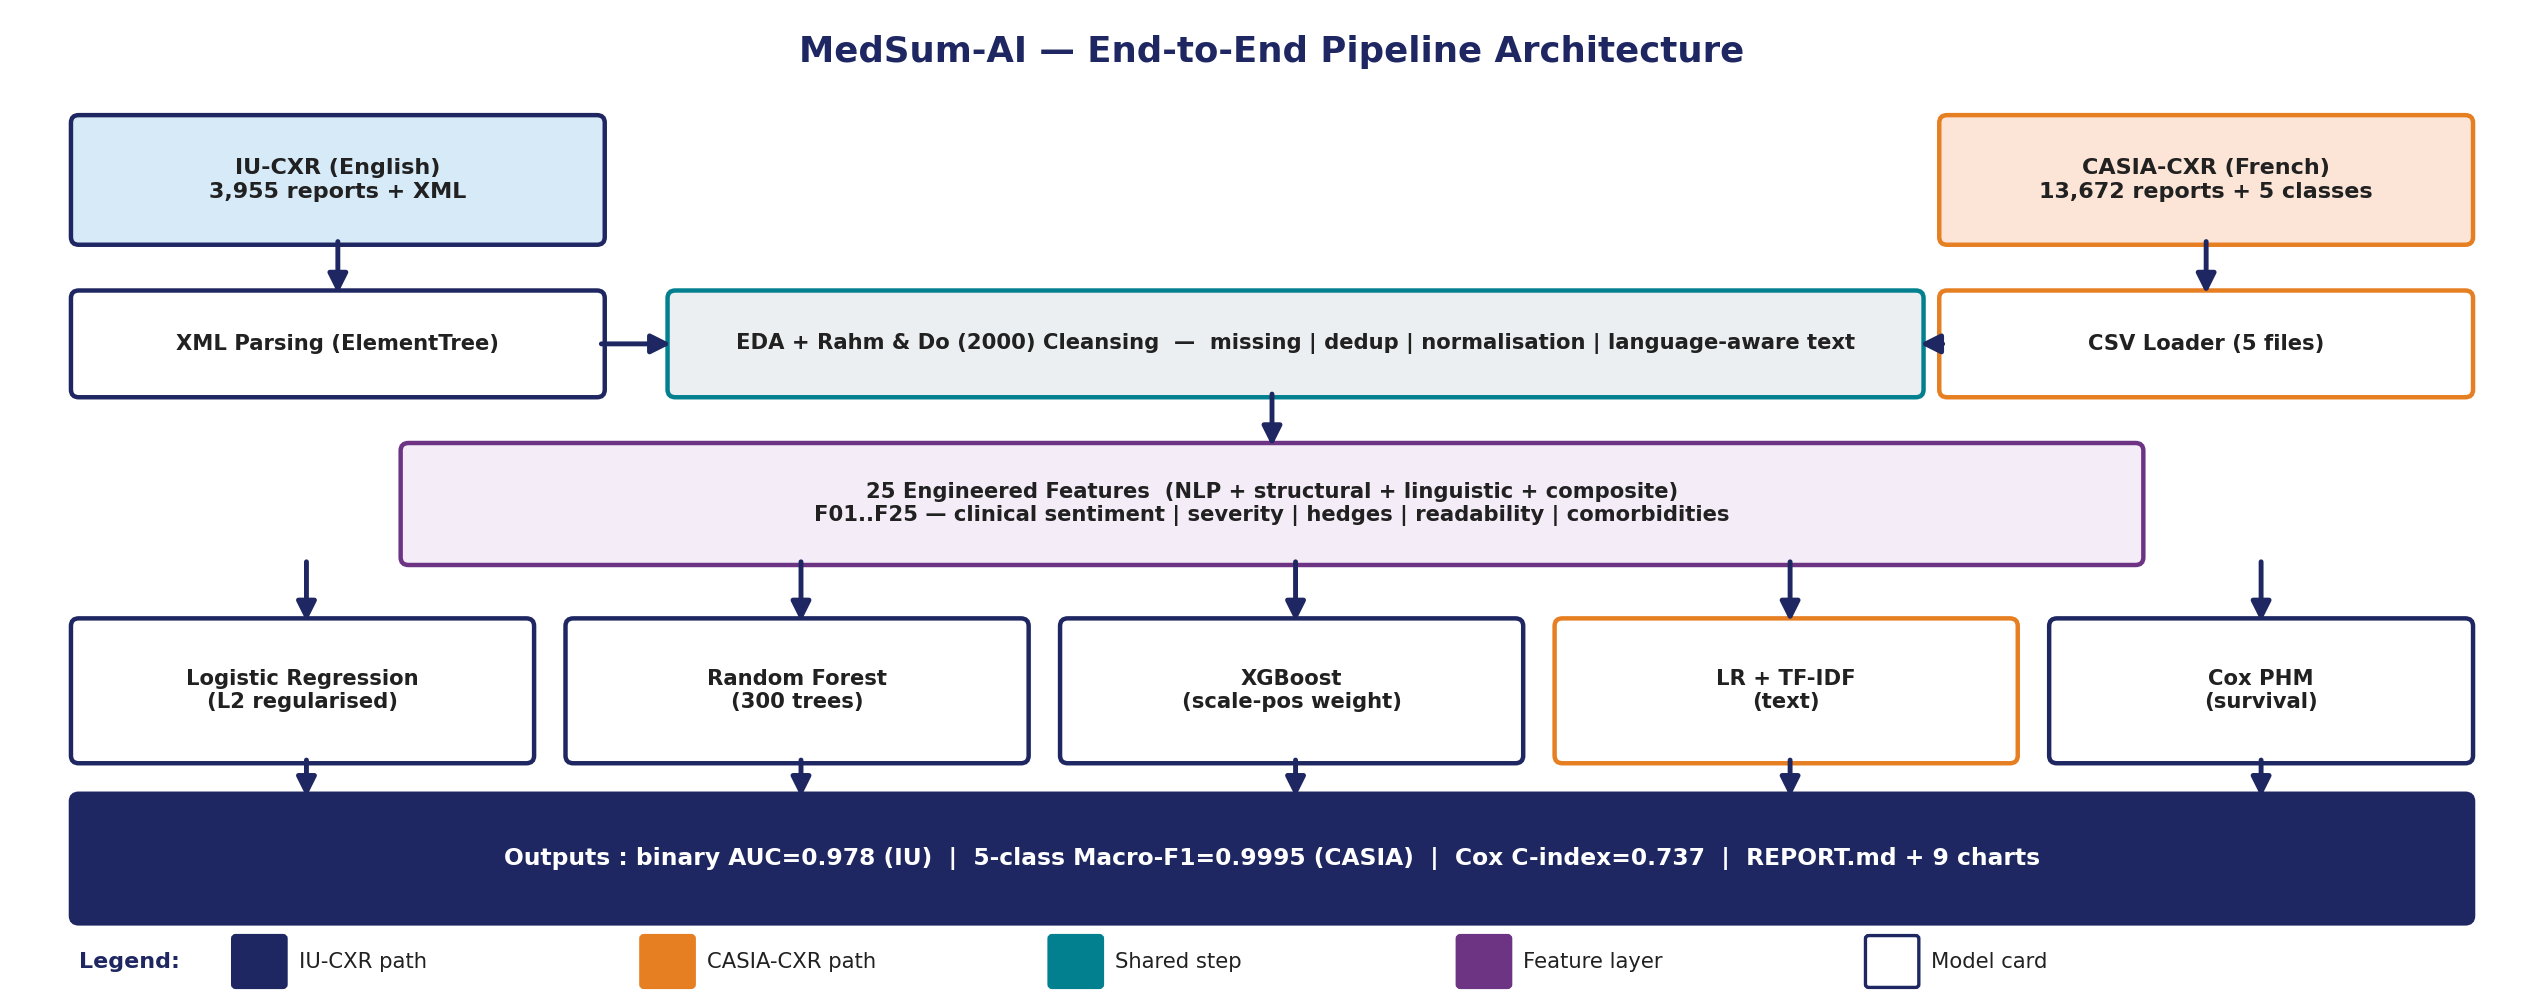 MedSum-AI — End-to-End Pipeline Architecture
IU-CXR (English)
3,955 reports + XML
CASIA-CXR (French)
13,672 reports + 5 classes
XML Parsing (ElementTree)
EDA + Rahm & Do (2000) Cleansing — missing | dedup | normalisation | language-aware text
CSV Loader (5 files)
25 Engineered Features (NLP + structural + linguistic + composite)
F01..F25 — clinical sentiment | severity | hedges | readability | comorbidities
Logistic Regression
(L2 regularised)
Random Forest
(300 trees)
XGBoost
(scale-pos weight)
LR + TF-IDF
(text)
Cox PHM
(survival)
Outputs : binary AUC=0.978 (IU) | 5-class Macro-F1=0.9995 (CASIA) | Cox C-index=0.737 | REPORT.md + 9 charts
Legend:
IU-CXR path
CASIA-CXR path
Shared step
Feature layer
Model card